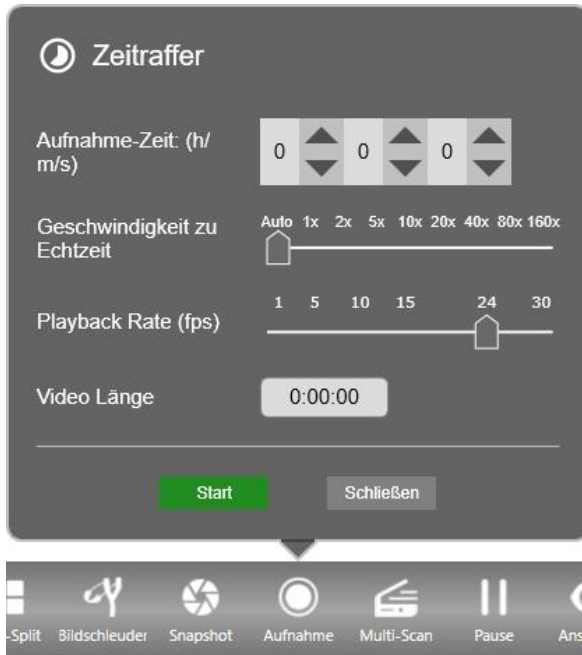 Zeitraffer
Aufnahme-Zeit: (h/
m/s)
0 0 0
Geschwindigkeit zu
Echtzeit
Auto 1x 2x 5x 10x 20x 40x 80x 160x
Playback Rate (fps)
1 5 10 15 24 30
Video Länge
0:00:00
Start Schließen
-Split Bildschleuder Snapshot Aufnahme Multi-Scan Pause Ans